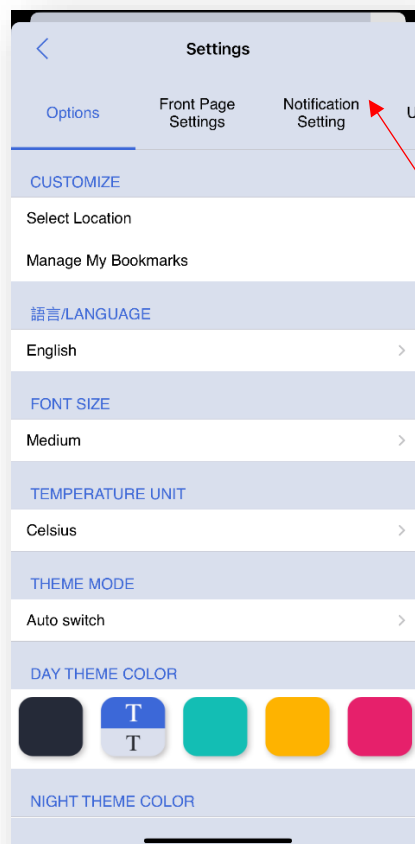 Settings
Options
Front Page
Settings
Notification
Setting
CUSTOMIZE
Select Location
Manage My Bookmarks
語言/LANGUAGE
English
FONT SIZE
Medium
TEMPERATURE UNIT
Celsius
THEME MODE
Auto switch
DAY THEME COLOR
T
T
NIGHT THEME COLOR